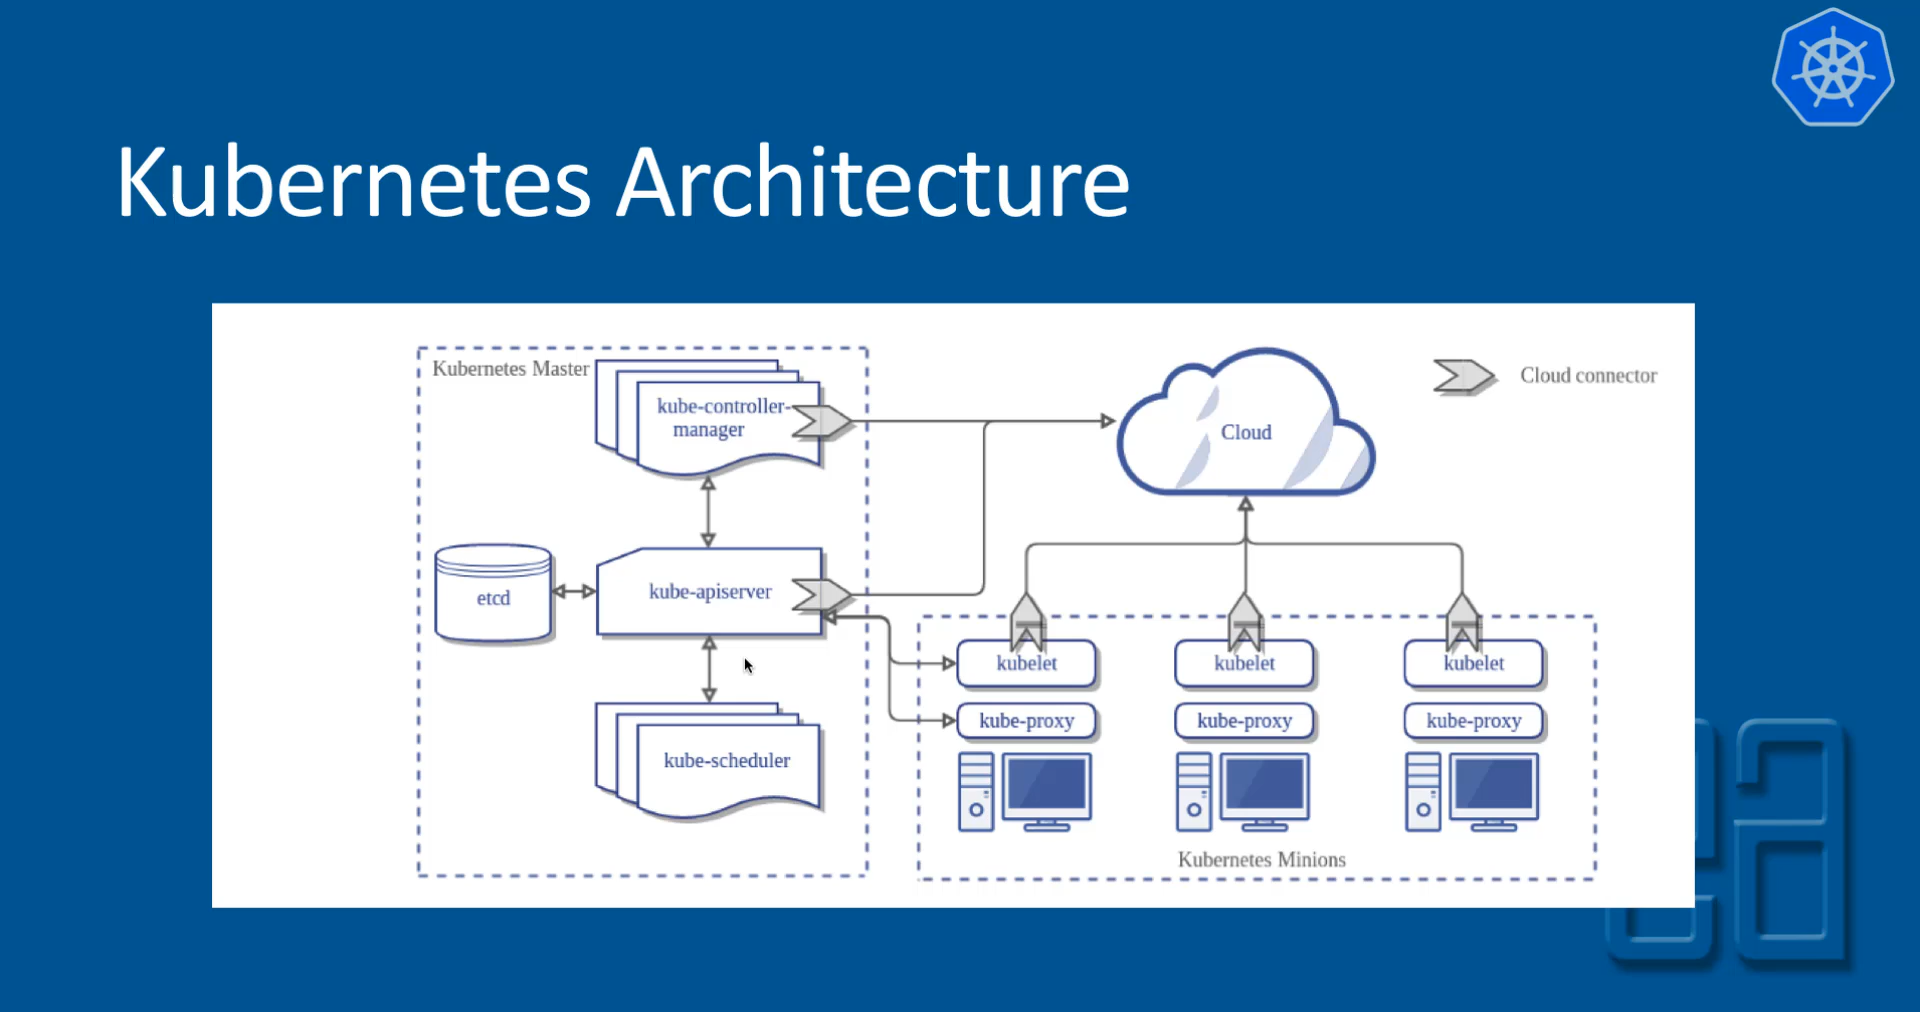 Kubernetes Architecture
Kubernetes Master
kube-controller-
manager
Cloud
Cloud connector
etcd
kube-apiserver
kube-scheduler
kubelet
kubelet
kubelet
kube-proxy
kube-proxy
kube-proxy
Kubernetes Minions